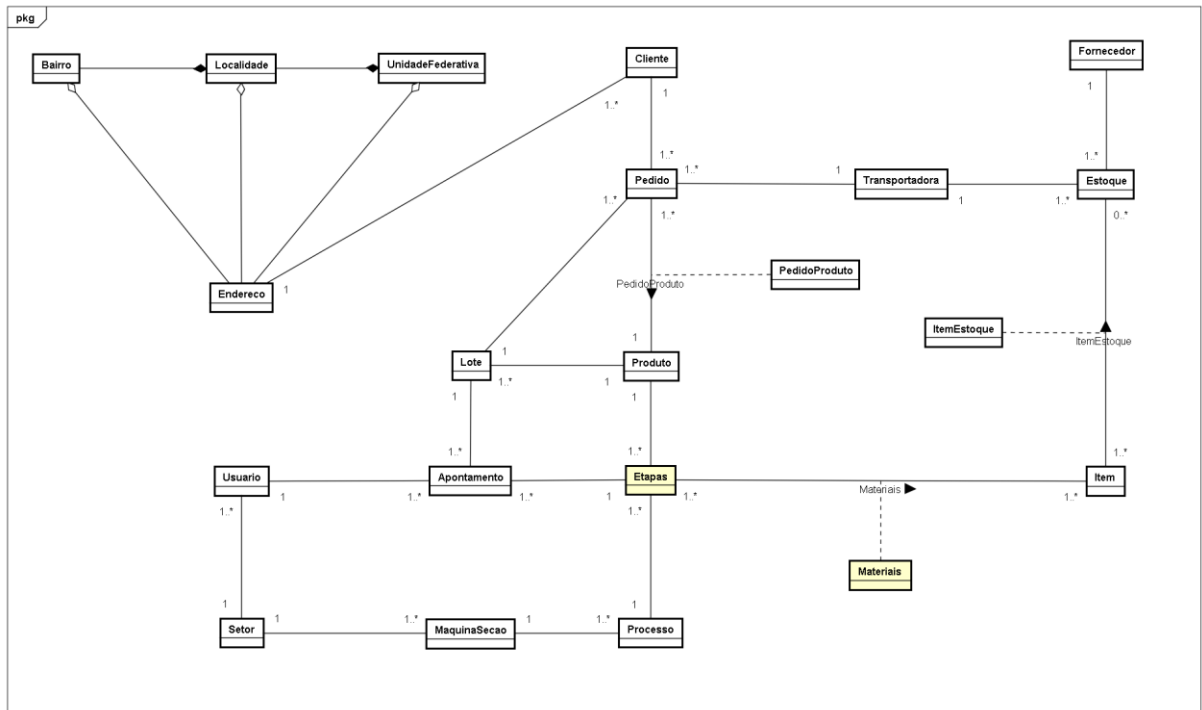 pkg
Bairro
Localidade
UnidadeFederativa
Cliente
Fornecedor
1..*
1
1
1..*
1..*
Pedido
1..*
1
Transportadora
1
1..*
Estoque
1..*
1..*
0..*
PedidoProduto
PedidoProduto
Endereco
1
ItemEstoque
ItemEstoque
1
1
Lote
1..*
1
Produto
1
1
1..*
1..*
1..*
Usuario
1
1..*
Apontamento
1..*
1
Etapas
1..*
Materiais
1..*
Item
1..*
1..*
Materiais
1
1
Setor
1
1..*
MaquinaSecao
1
1..*
Processo